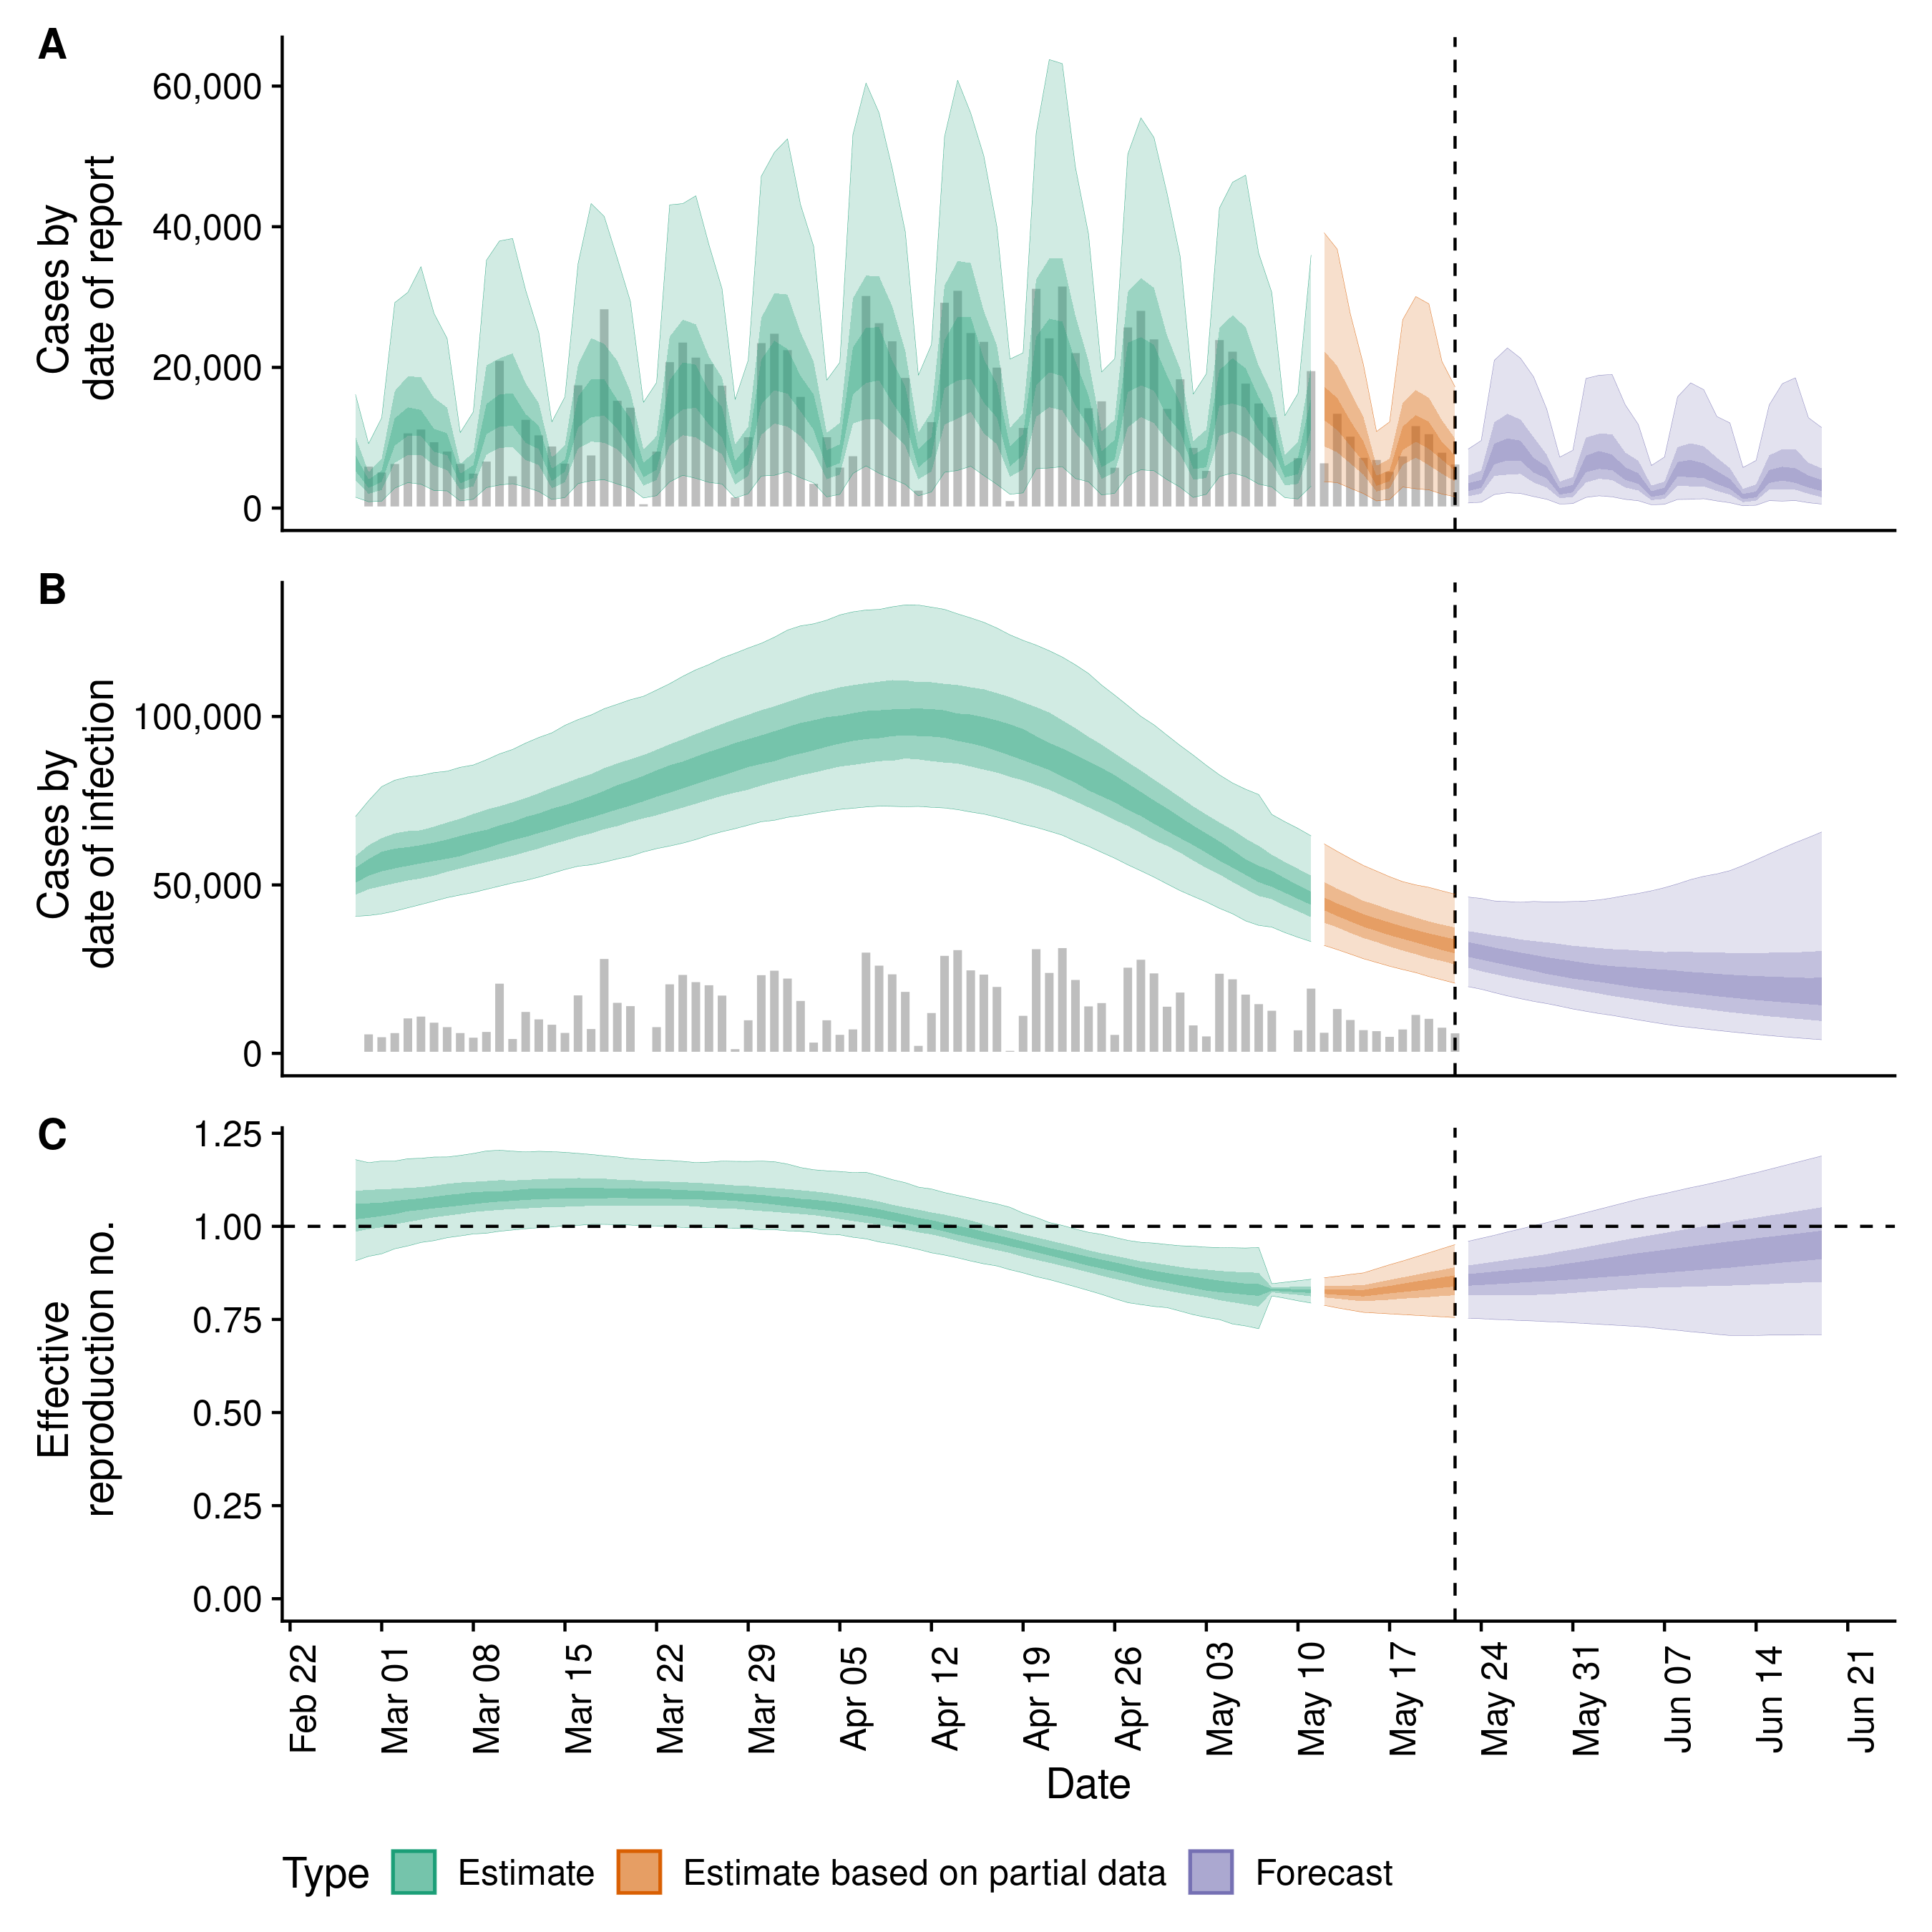 A
Cases by
date of report
60,000
40,000
20,000
0
B
Cases by
date of infection
100,000
50,000
0
C
Effective
reproduction no.
1.25
1.00
0.75
0.50
0.25
0.00
Feb 22
Mar 01
Mar 08
Mar 15
Mar 22
Mar 29
Apr 05
Apr 12
Apr 19
Apr 26
May 03
May 10
May 17
May 24
May 31
Jun 07
Jun 14
Jun 21
Date
Type Estimate Estimate based on partial data Forecast